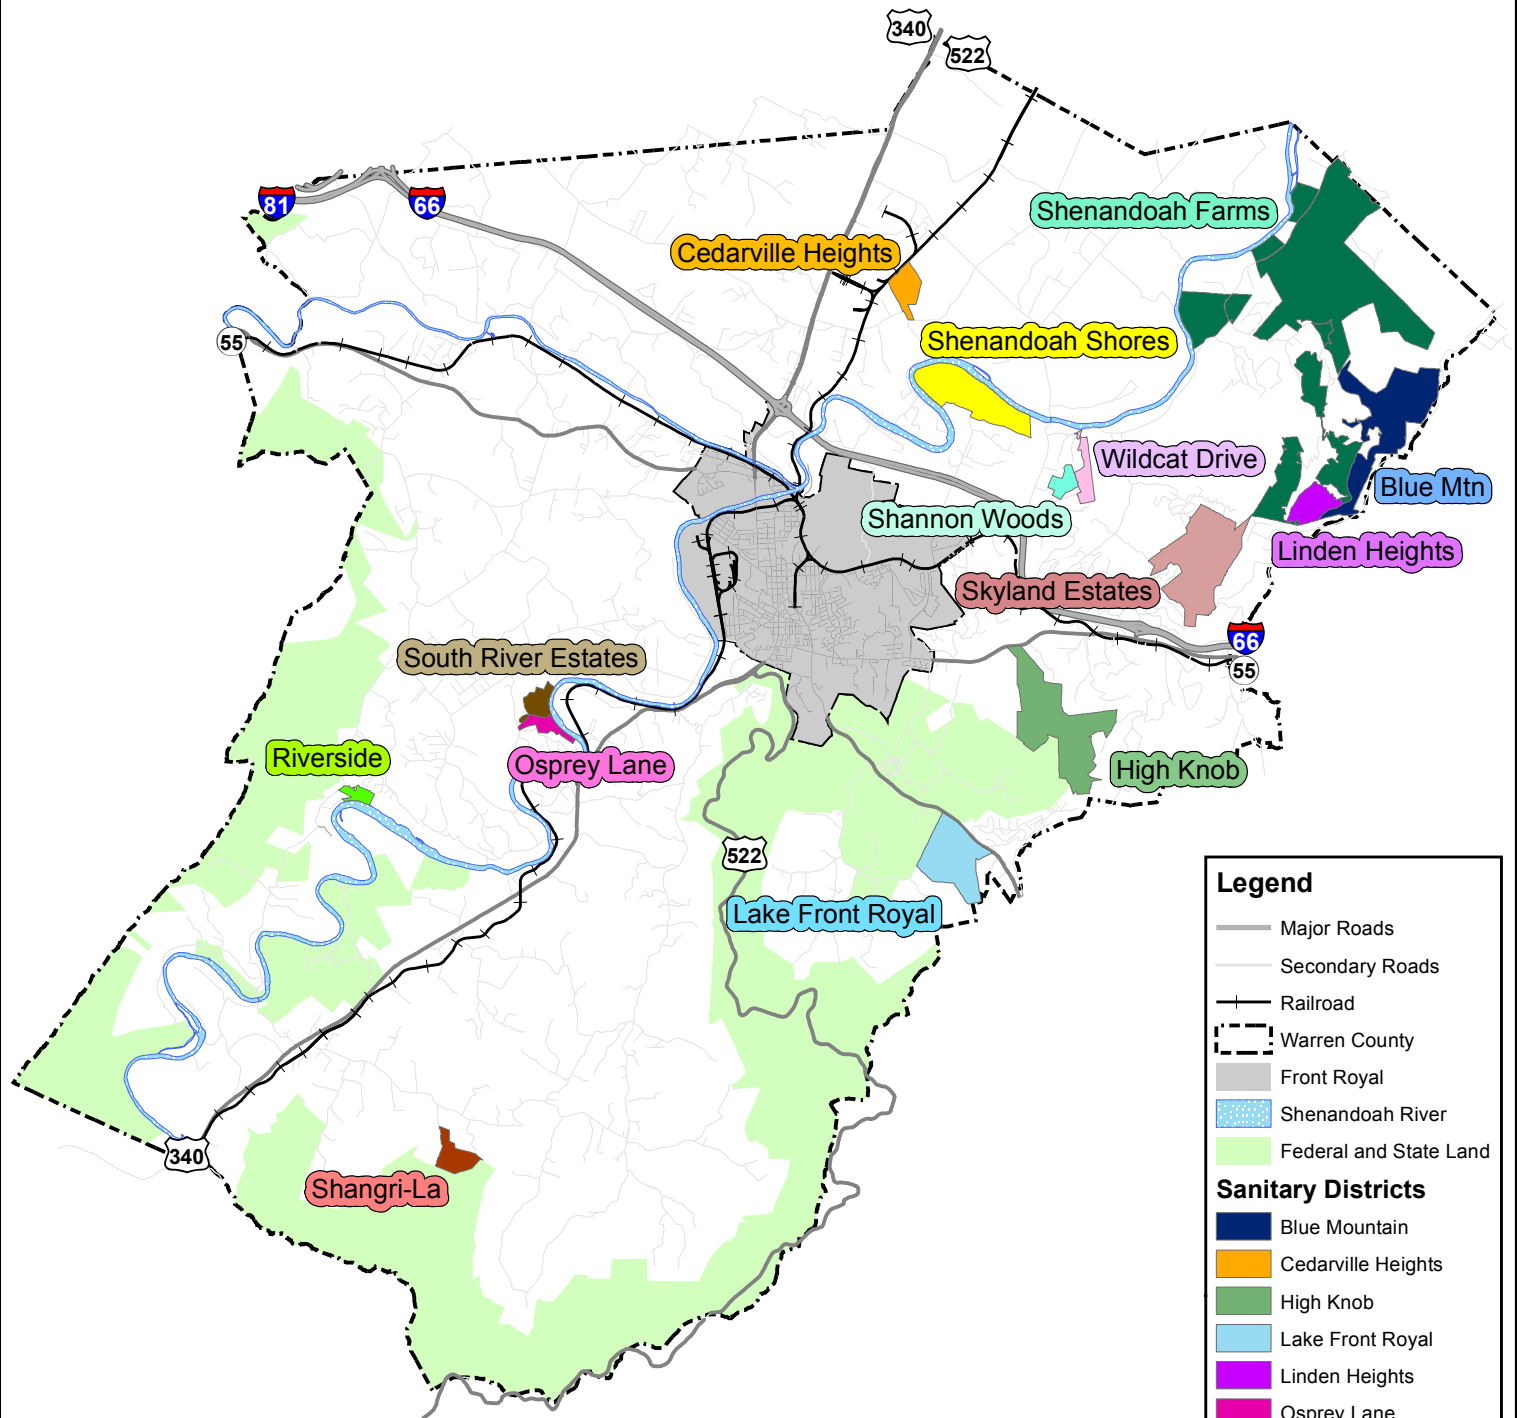 340
522
81
66
Shenandoah Farms
Cedarville Heights
55
Shenandoah Shores
Wildcat Drive
Blue Mtn
Shannon Woods
Linden Heights
Skyland Estates
66
55
South River Estates
Riverside
Osprey Lane
High Knob
522
Lake Front Royal
340
Shangri-La
Legend
Major Roads
Secondary Roads
Railroad
Warren County
Front Royal
Shenandoah River
Federal and State Land
Sanitary Districts
Blue Mountain
Cedarville Heights
High Knob
Lake Front Royal
Linden Heights
Osprey Lane